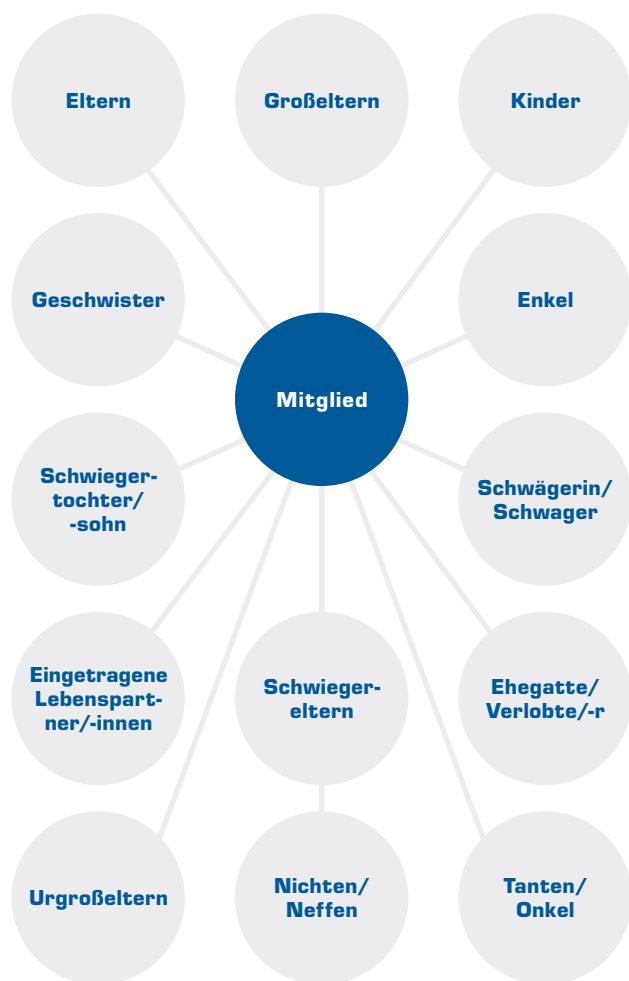 Eltern
Großeltern
Kinder
Geschwister
Enkel
Mitglied
Schwieger-
tochter/
-sohn
Schwägerin/
Schwager
Eingetragene
Lebenspart-
ner/-innen
Schwieger-
eltern
Ehegatte/
Verlobte/-r
Urgroßeltern
Nichten/
Neffen
Tanten/
Onkel